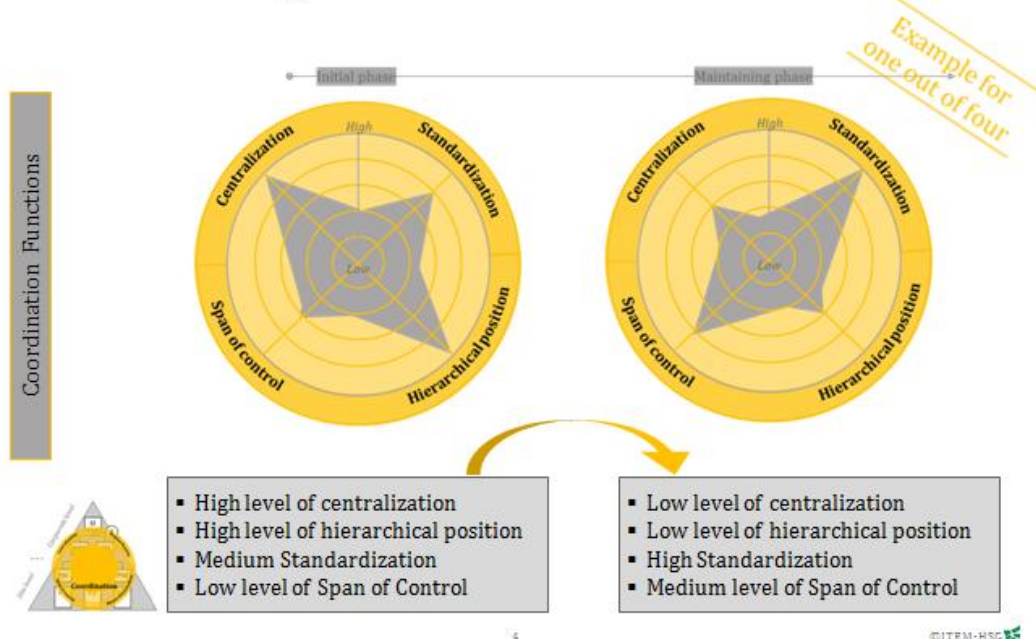 Example for
one out of four
Initial phase
Maintaining phase
Coordination Functions
Centralization
High
Standardization
Low
Span of control
Hierarchical position
Centralization
High
Standardization
Low
Span of control
Hierarchical position
▪ High level of centralization
▪ High level of hierarchical position
▪ Medium Standardization
▪ Low level of Span of Control
▪ Low level of centralization
▪ Low level of hierarchical position
▪ High Standardization
▪ Medium level of Span of Control
Coordination
4
©ITEM-HSG